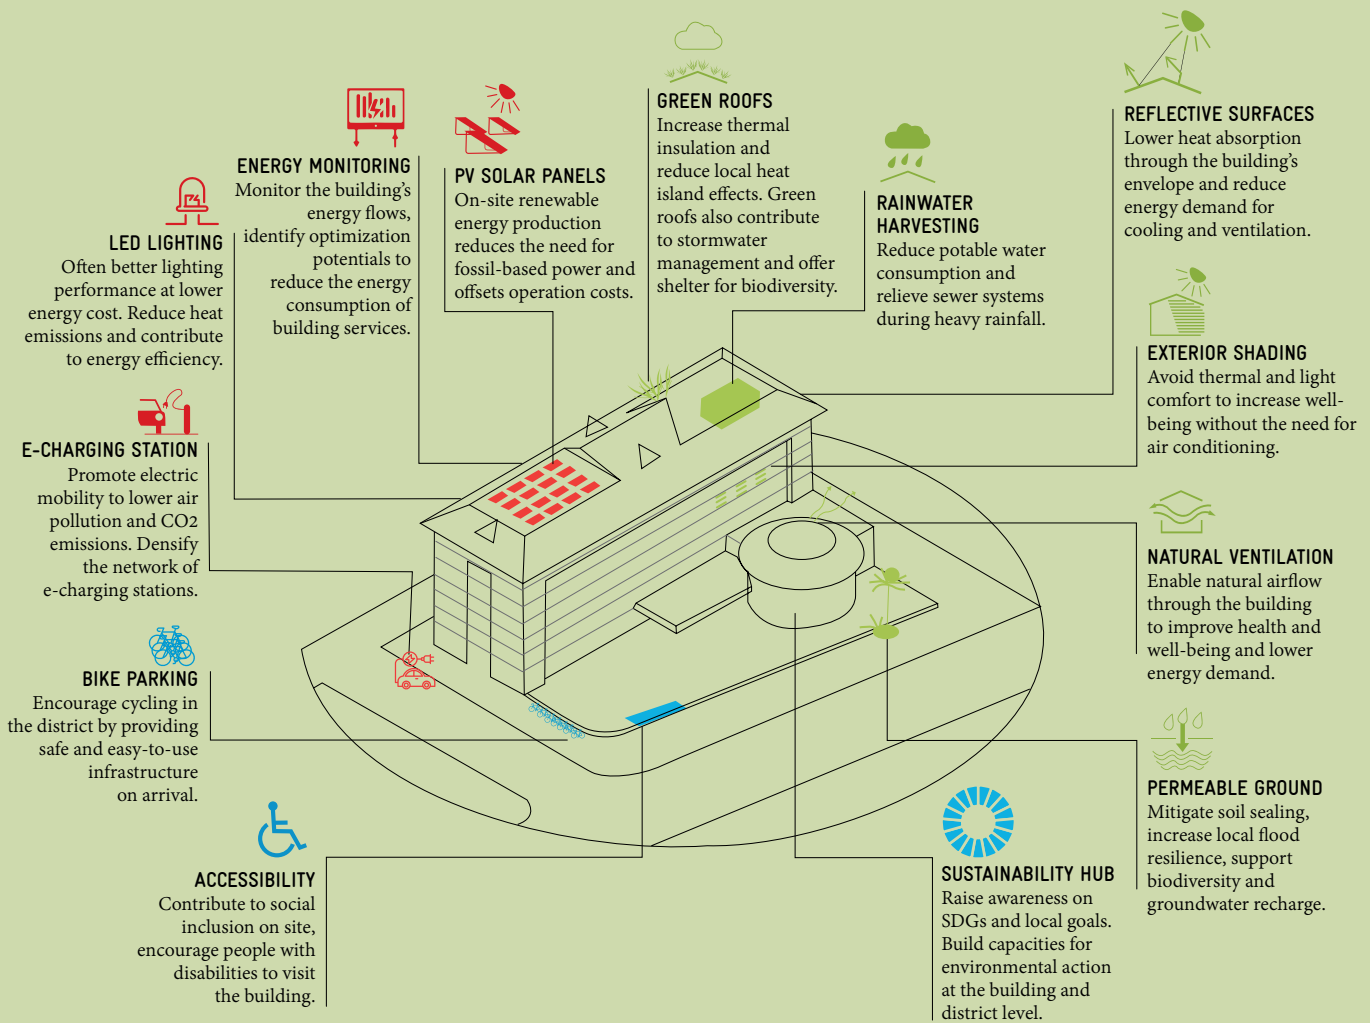 GREEN ROOFS
Increase thermal
insulation and
reduce local heat
island effects. Green
roofs also contribute
to stormwater
management and offer
shelter for biodiversity.
REFLECTIVE SURFACES
Lower heat absorption
through the building’s
envelope and reduce
energy demand for
cooling and ventilation.
ENERGY MONITORING
Monitor the building’s
energy flows,
identify optimization
potentials to
reduce the energy
consumption of
building services.
PV SOLAR PANELS
On-site renewable
energy production
reduces the need for
fossil-based power and
offsets operation costs.
RAINWATER
HARVESTING
Reduce potable water
consumption and
relieve sewer systems
during heavy rainfall.
LED LIGHTING
Often better lighting
performance at lower
energy cost. Reduce heat
emissions and contribute
to energy efficiency.
EXTERIOR SHADING
Avoid thermal and light
comfort to increase well-
being without the need for
air conditioning.
E-CHARGING STATION
Promote electric
mobility to lower air
pollution and CO2
emissions. Densify
the network of
e-charging stations.
NATURAL VENTILATION
Enable natural airflow
through the building
to improve health and
well-being and lower
energy demand.
BIKE PARKING
Encourage cycling in
the district by providing
safe and easy-to-use
infrastructure
on arrival.
PERMEABLE GROUND
Mitigate soil sealing,
increase local flood
resilience, support
biodiversity and
groundwater recharge.
ACCESSIBILITY
Contribute to social
inclusion on site,
encourage people with
disabilities to visit
the building.
SUSTAINABILITY HUB
Raise awareness on
SDGs and local goals.
Build capacities for
environmental action
at the building and
district level.